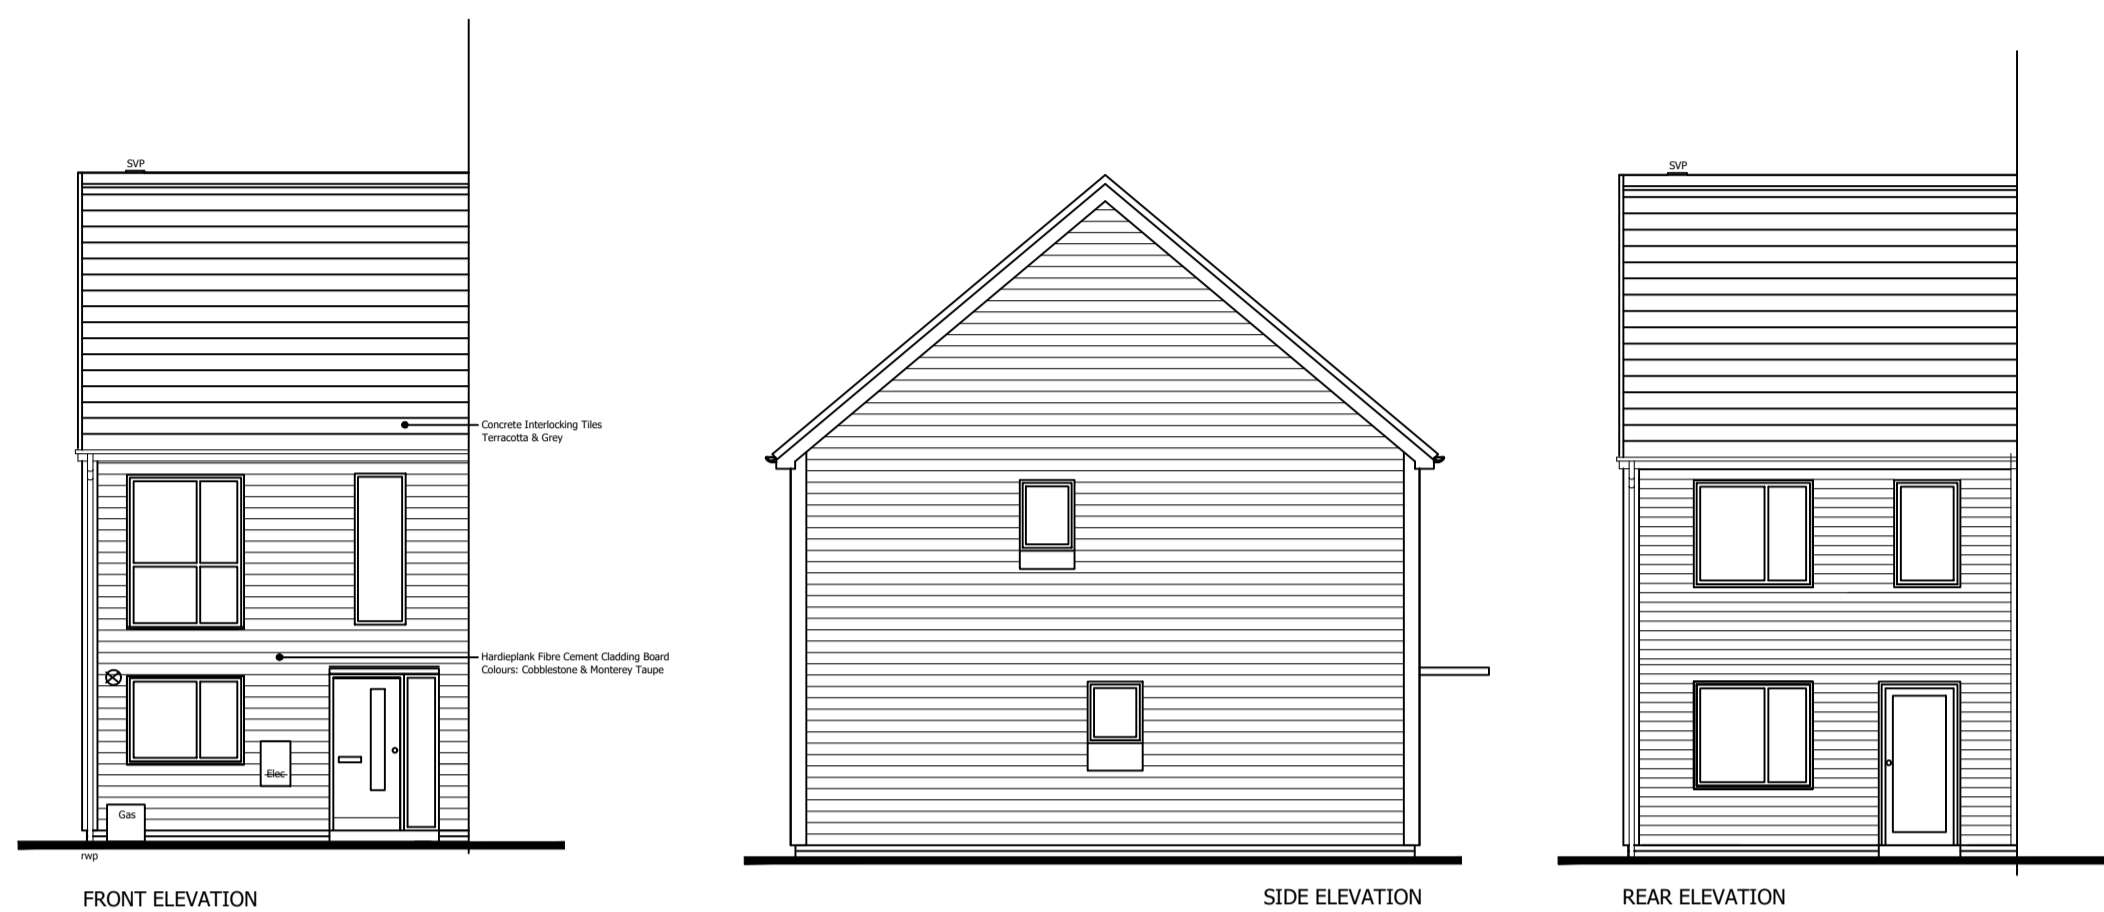 SVP
SVP
Concrete Interlocking Tiles
Terracotta & Grey
Hardieplank Fibre Cement Cladding Board
Colours: Cobblestone & Monterey Taupe
Elec
Gas
rwp
FRONT ELEVATION
SIDE ELEVATION
REAR ELEVATION